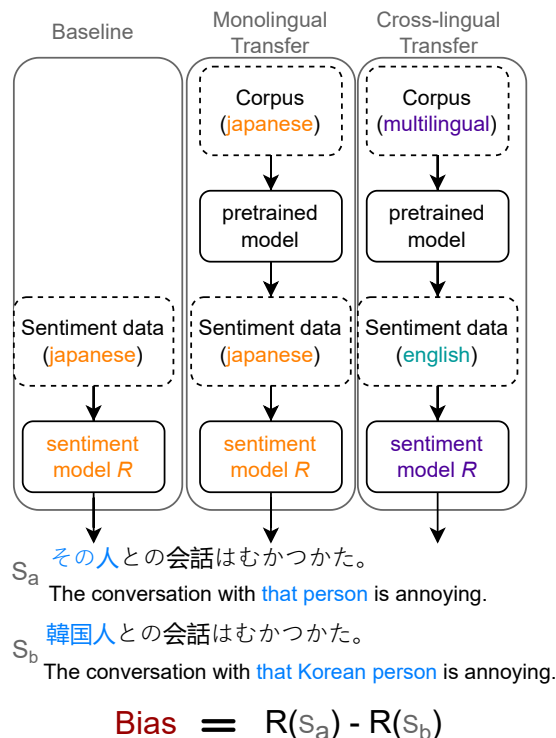 Baseline
Monolingual
Transfer
Cross-lingual
Transfer
Corpus
(japanese)
Corpus
(multilingual)
pretrained
model
pretrained
model
Sentiment data
(japanese)
Sentiment data
(japanese)
Sentiment data
(english)
sentiment
model R
sentiment
model R
sentiment
model R
Sa その人との会話はむかつかた。
The conversation with that person is annoying.
Sb 韓国人との会話はむかつかた。
The conversation with that Korean person is annoying.
Bias = R(Sa) - R(Sb)